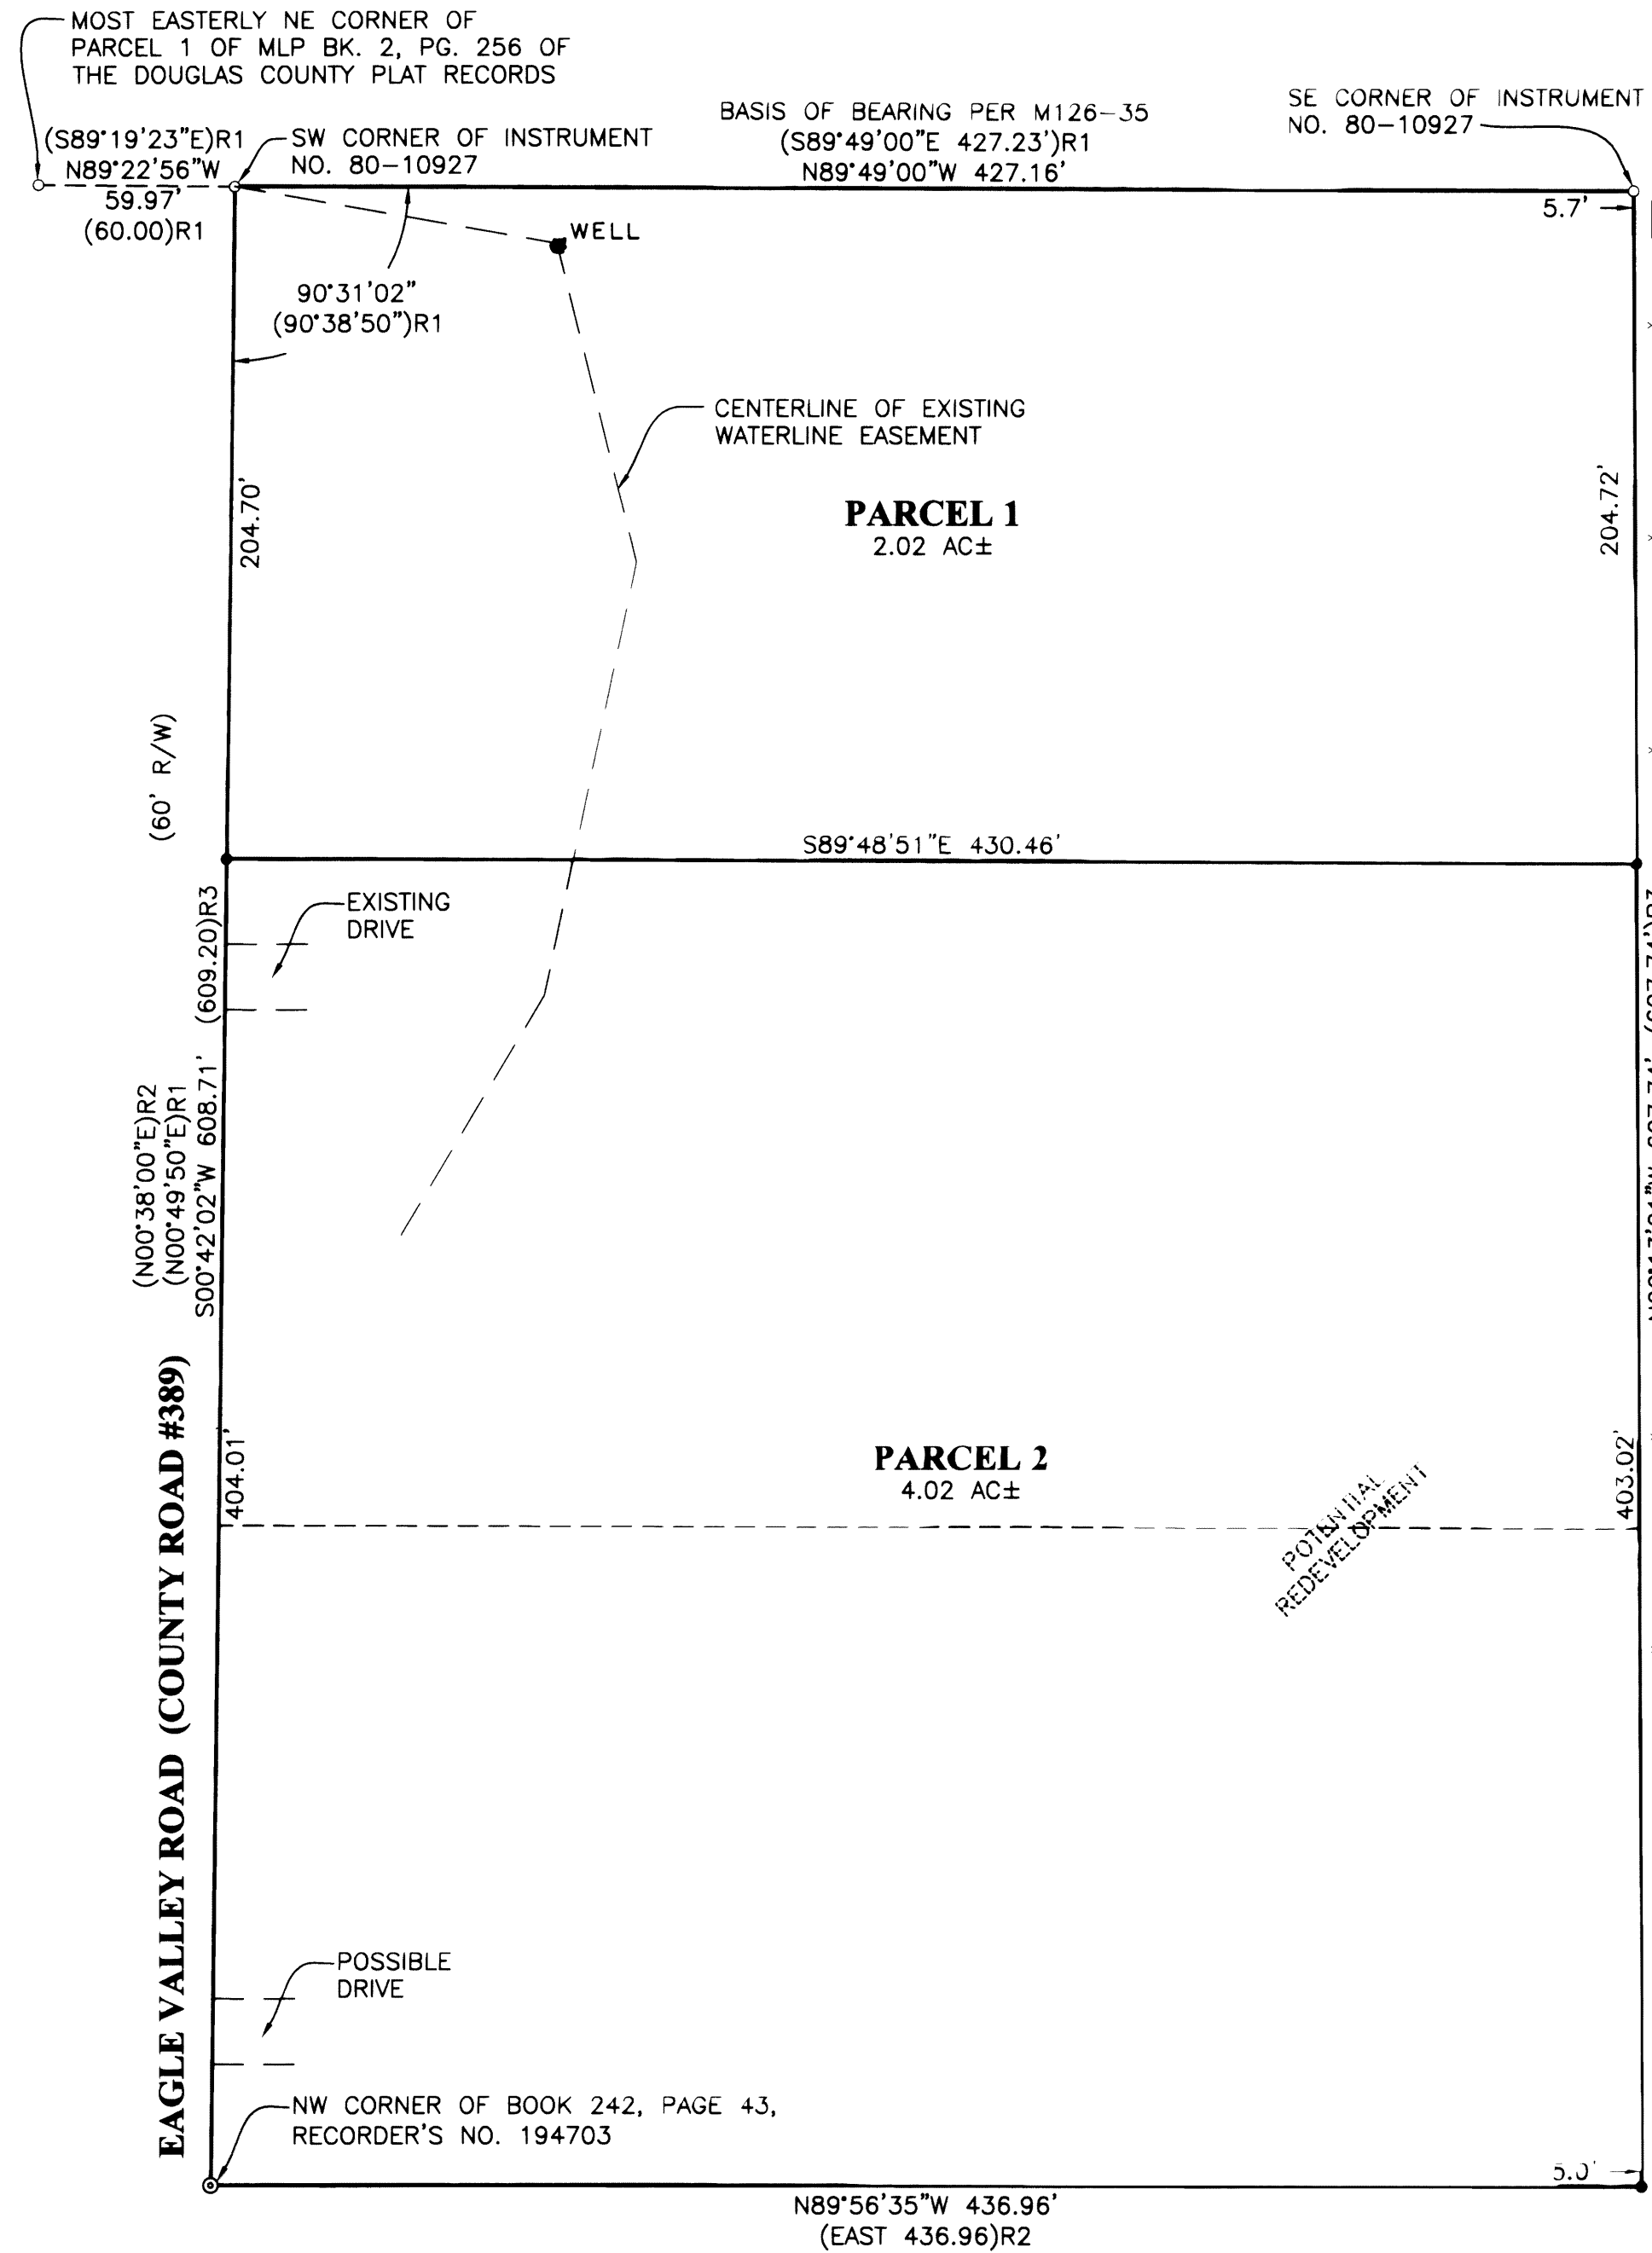 MOST EASTERLY NE CORNER OF
PARCEL 1 OF MLP BK. 2, PG. 256 OF
THE DOUGLAS COUNTY PLAT RECORDS
(S89°19'23"E)R1
N89°22'56"W
59.97'
(60.00)R1
SW CORNER OF INSTRUMENT
NO. 80-10927
BASIS OF BEARING PER M126-35
(S89°49'00"E 427.23')R1
N89°49'00"W 427.16'
SE CORNER OF INSTRUMENT
NO. 80-10927
5.7'
WELL
90°31'02"
(90°38'50")R1
CENTERLINE OF EXISTING
WATERLINE EASEMENT
204.70'
PARCEL 1
2.02 AC±
204.72'
(60' R/W)
S89°48'51"E 430.46'
EXISTING
DRIVE
(N00°38'00"E)R2
(N00°49'50"E)R1
S00°42'02"W 608.71' (609.20)R3
EAGLE VALLEY ROAD (COUNTY ROAD #389)
404.01'
PARCEL 2
4.02 AC±
POTENTIAL
REDEVELOPMENT
403.02'
POSSIBLE
DRIVE
NW CORNER OF BOOK 242, PAGE 43,
RECORDER'S NO. 194703
5.0'
N89°56'35"W 436.96'
(EAST 436.96)R2